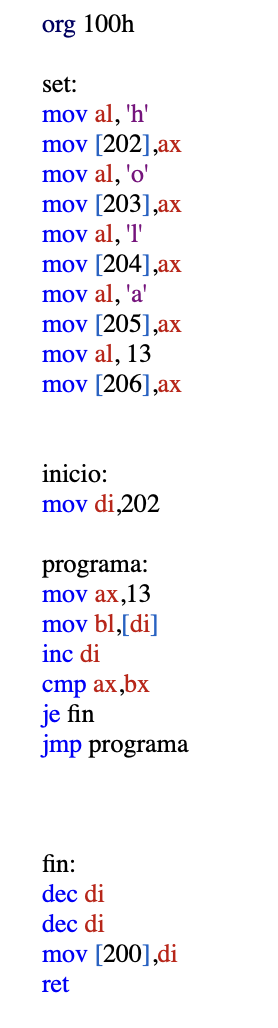 org 100h
set:
mov al, 'h'
mov [202],ax
mov al, 'o'
mov [203],ax
mov al, 'l'
mov [204],ax
mov al, 'a'
mov [205],ax
mov al, 13
mov [206],ax
inicio:
mov di,202
programa:
mov ax,13
mov bl,[di]
inc di
cmp ax,bx
je fin
jmp programa
fin:
dec di
dec di
mov [200],di
ret